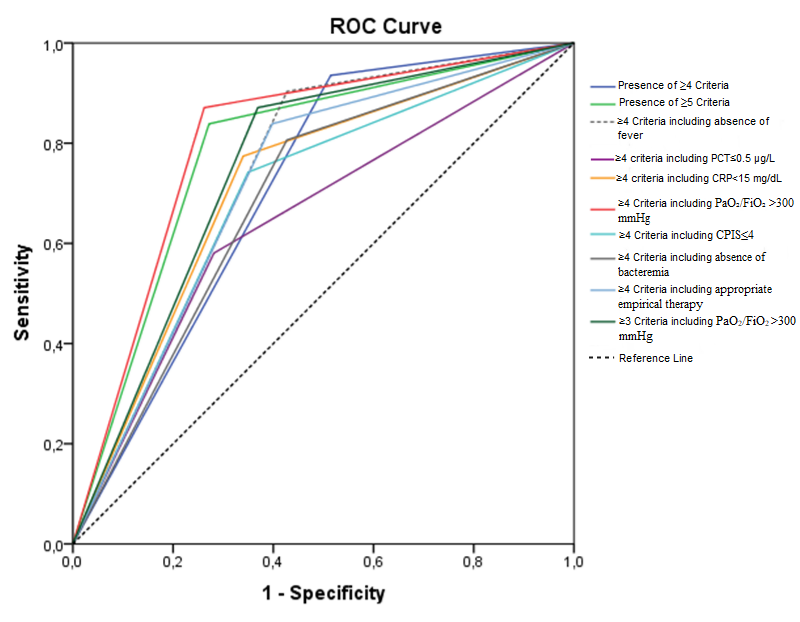 ROC Curve
1,0
0,8
0,6
0,4
0,2
0,0
0,0
0,2
0,4
0,6
0,8
1,0
Sensitivity
1 - Specificity
Presence of ≥4 Criteria
Presence of ≥5 Criteria
≥4 Criteria including absence of
fever
≥4 criteria including PCT≤0.5 µg/L
≥4 criteria including CRP<15 mg/dL
≥4 Criteria including PaO₂/FiO₂ >300
mmHg
≥4 Criteria including CPIS≤4
≥4 Criteria including absence of
bacteremia
≥4 Criteria including appropriate
empirical therapy
≥3 Criteria including PaO₂/FiO₂ >300
mmHg
Reference Line